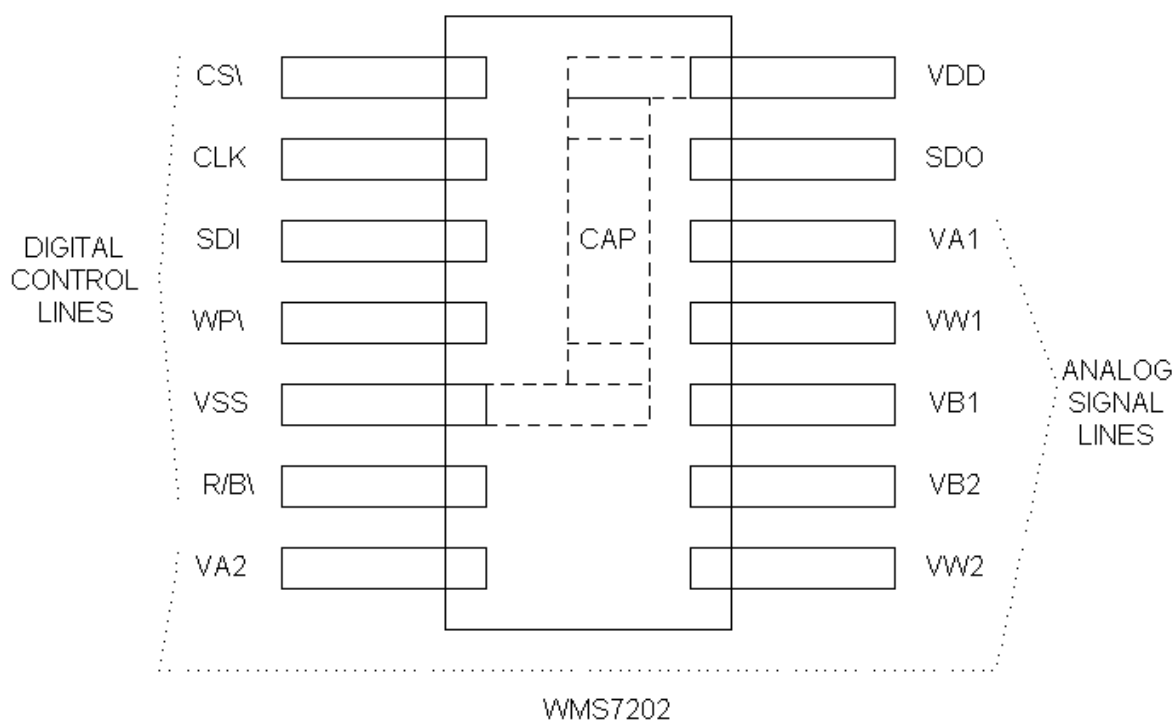 CS\
CLK
SDI
WP\
VSS
R/B\
VA2
DIGITAL
CONTROL
LINES
CAP
VDD
SDO
VA1
VW1
VB1
VB2
VW2
ANALOG
SIGNAL
LINES
WMS7202